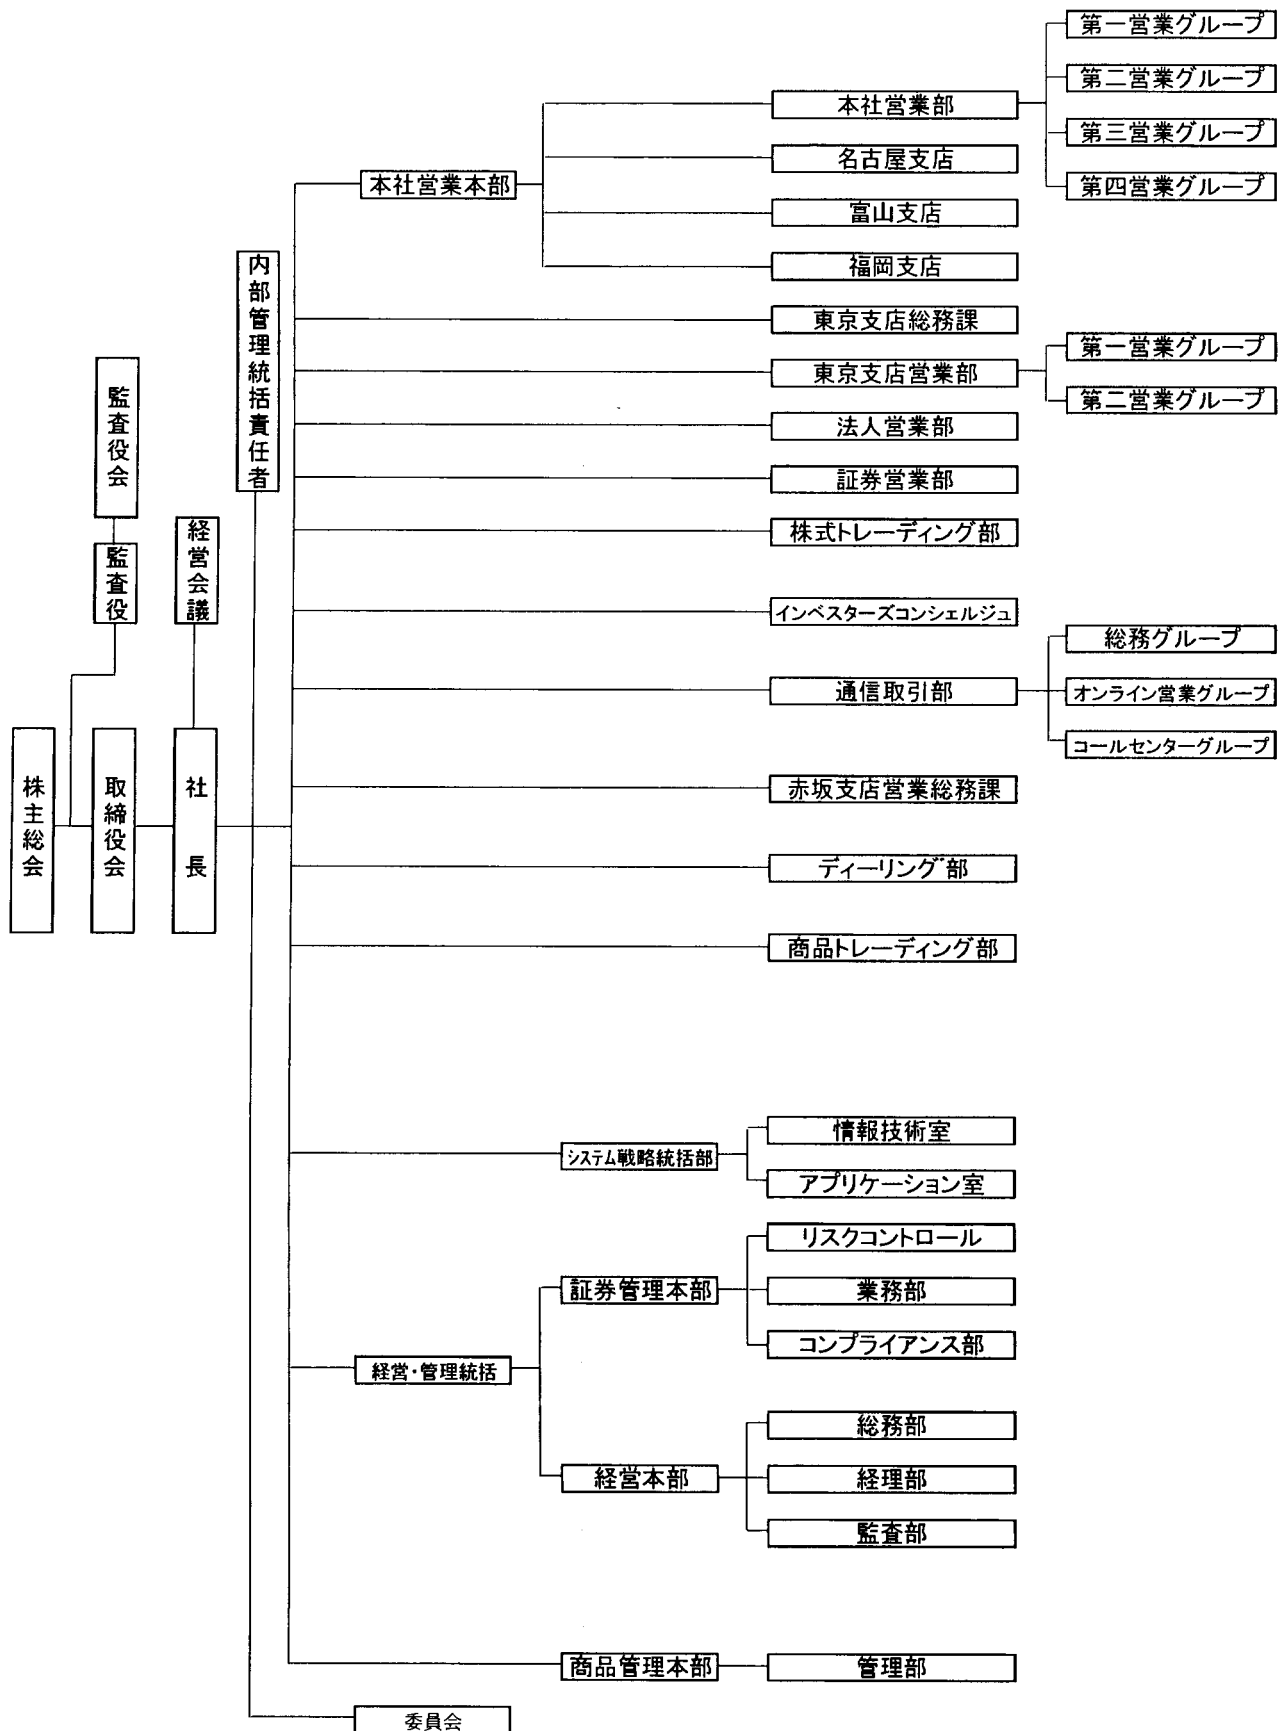 第一営業グループ
第二営業グループ
本社営業部
第三営業グループ
名古屋支店
本社営業本部
第四営業グループ
富山支店
福岡支店
内部管理統括責任者
東京支店総務課
第一営業グループ
東京支店営業部
第二営業グループ
監査役会
法人営業部
証券営業部
株式トレーディング部
監査役
経営会議
インベスターズコンシェルジュ
総務グループ
通信取引部
オンライン営業グループ
コールセンターグループ
株主総会
取締役会
社長
赤坂支店営業総務課
ディーリング部
商品トレーディング部
情報技術室
システム戦略統括部
アプリケーション室
リスクコントロール
証券管理本部
業務部
コンプライアンス部
経営・管理統括
総務部
経営本部
経理部
監査部
商品管理本部
管理部
委員会